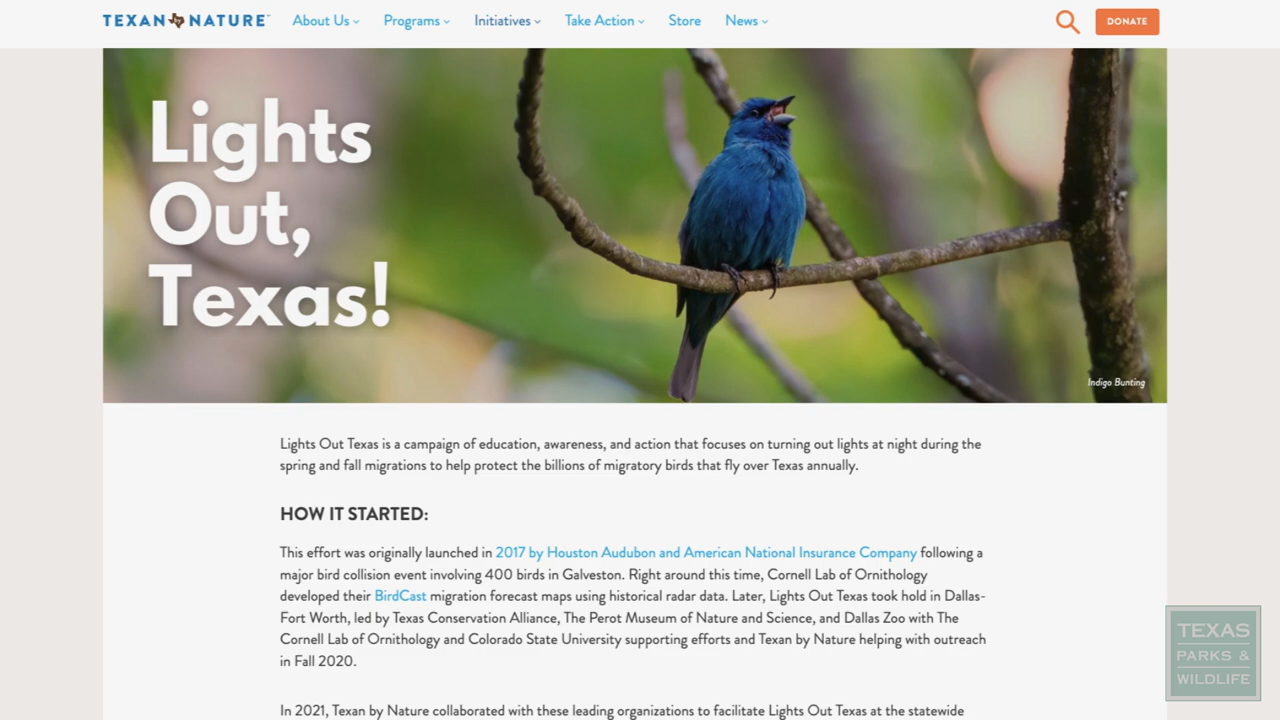 TEXAN NATURE About Us Programs Initiatives Take Action Store News DONATE
Lights
Out,
Texas!
Indigo Bunting
Lights Out Texas is a campaign of education, awareness, and action that focuses on turning out lights at night during the
spring and fall migrations to help protect the billions of migratory birds that fly over Texas annually.
HOW IT STARTED:
This effort was originally launched in 2017 by Houston Audubon and American National Insurance Company following a
major bird collision event involving 400 birds in Galveston. Right around this time, Cornell Lab of Ornithology
developed their BirdCast migration forecast maps using historical radar data. Later, Lights Out Texas took hold in Dallas-
Fort Worth, led by Texas Conservation Alliance, The Perot Museum of Nature and Science, and Dallas Zoo with The
Cornell Lab of Ornithology and Colorado State University supporting efforts and Texan by Nature helping with outreach
in Fall 2020.
In 2021, Texan by Nature collaborated with these leading organizations to facilitate Lights Out Texas at the statewide
TEXAS
PARKS &
WILDLIFE